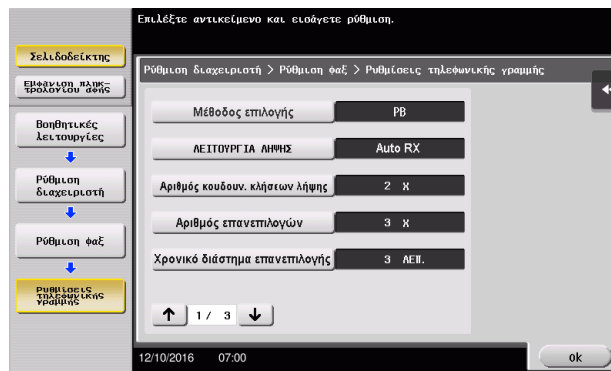 Επιλέξτε αντικείμενο και εισάγετε ρύθμιση.
Σελιδοδείκτης
Εμφάνιση πληκ-
τρολογίου αφής
Βοηθητικές
λειτουργίες
Ρύθμιση
διαχειριστή
Ρύθμιση φαξ
Ρυθμίσεις
τηλεφωνικής
γραμμής
Ρύθμιση διαχειριστή > Ρύθμιση φαξ > Ρυθμίσεις τηλεφωνικής γραμμής
Μέθοδος επιλογής PB
ΛΕΙΤΟΥΡΓΙΑ ΛΗΨΗΣ Auto RX
Αριθμός κουδουν. κλήσεων λήψης 2 X
Αριθμός επανεπιλογών 3 X
Χρονικό διάστημα επανεπιλογής 3 ΛΕΠ.
↑ 1/ 3 ↓
12/10/2016 07:00
ok